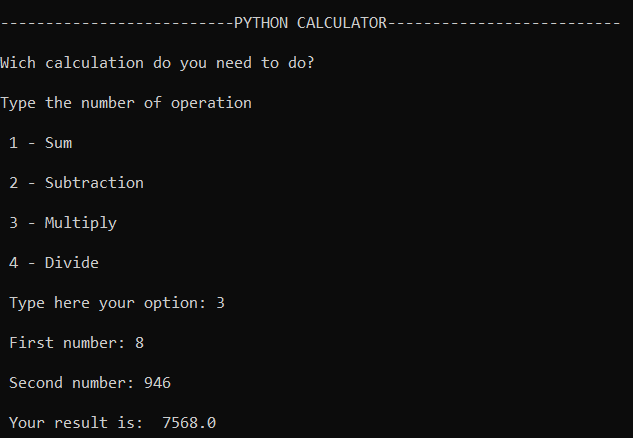 --------------------------PYTHON CALCULATOR--------------------------
Wich calculation do you need to do?
Type the number of operation
1 - Sum
2 - Subtraction
3 - Multiply
4 - Divide
Type here your option: 3
First number: 8
Second number: 946
Your result is:  7568.0